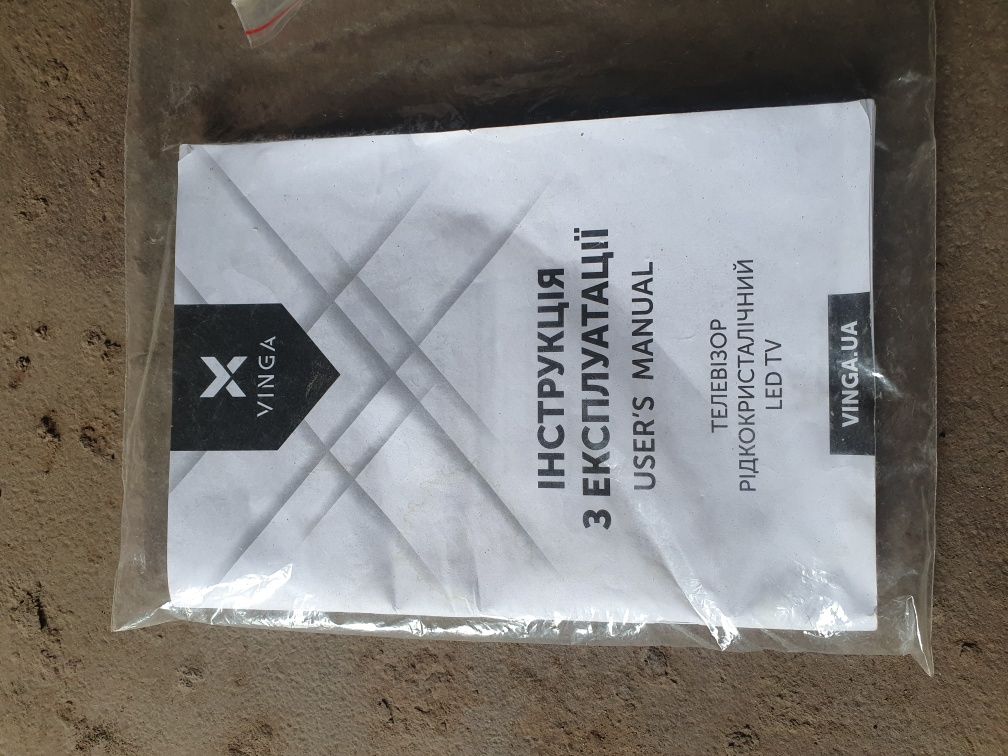 VINGA
ІНСТРУКЦІЯ
З ЕКСПЛУАТАЦІЇ
USER'S MANUAL
ТЕЛЕВІЗОР
РІДКОКРИСТАЛІЧНИЙ
LED TV
VINGA.UA